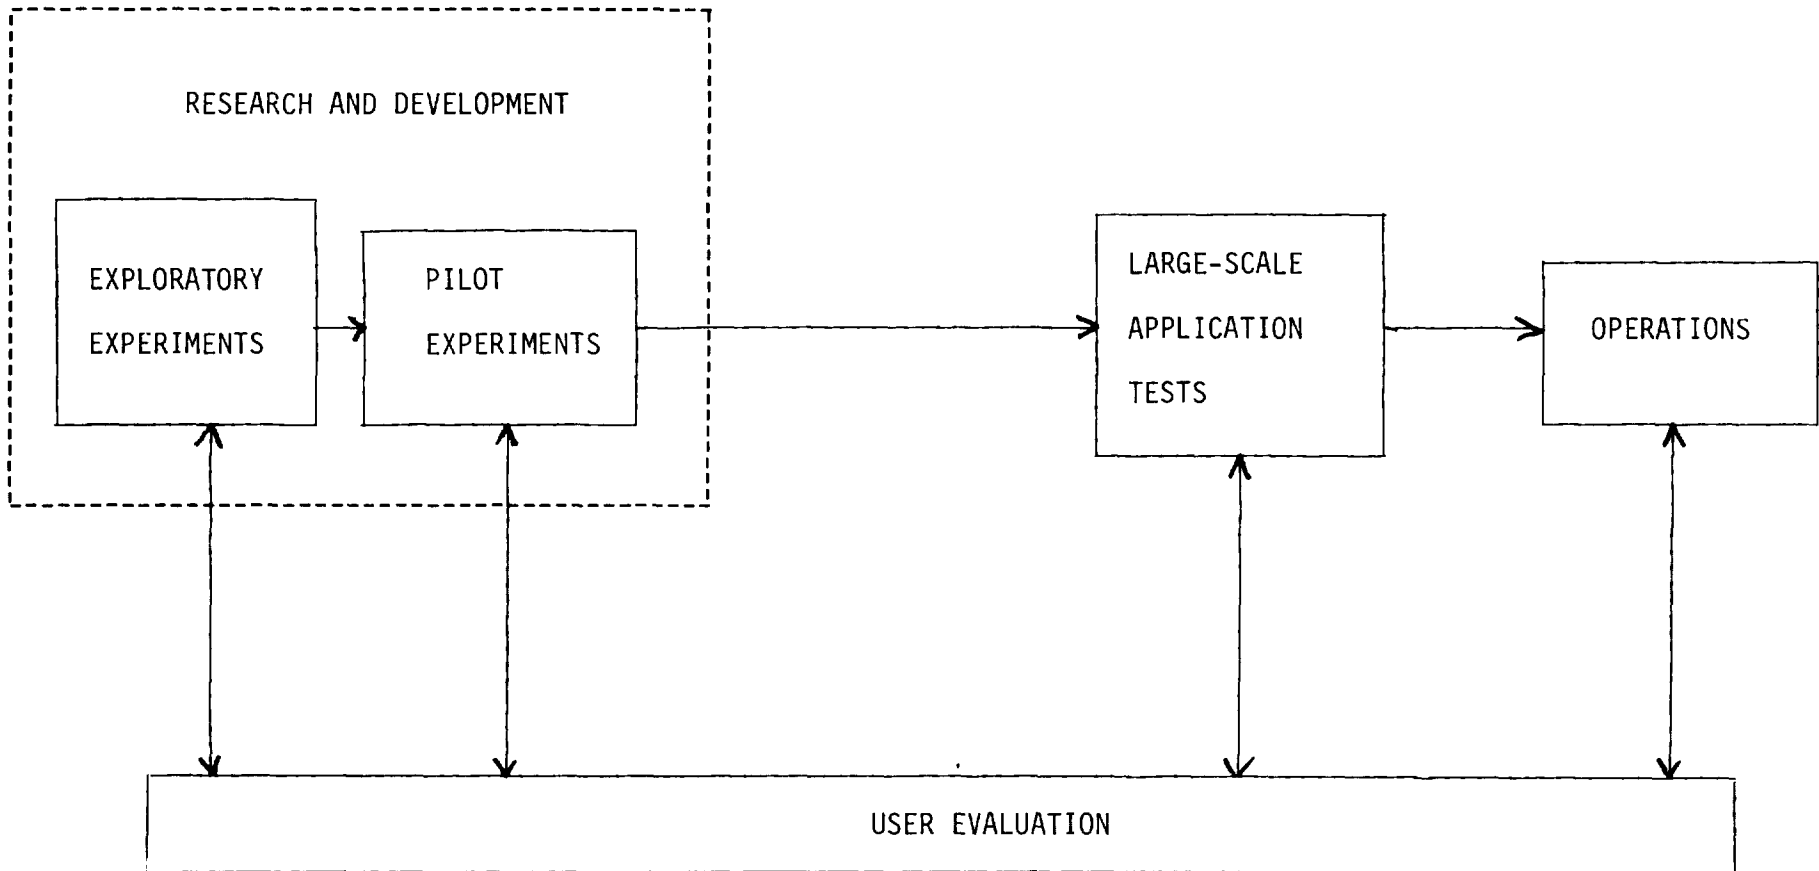 RESEARCH AND DEVELOPMENT
EXPLORATORY
EXPERIMENTS
PILOT
EXPERIMENTS
LARGE-SCALE
APPLICATION
TESTS
OPERATIONS
USER EVALUATION